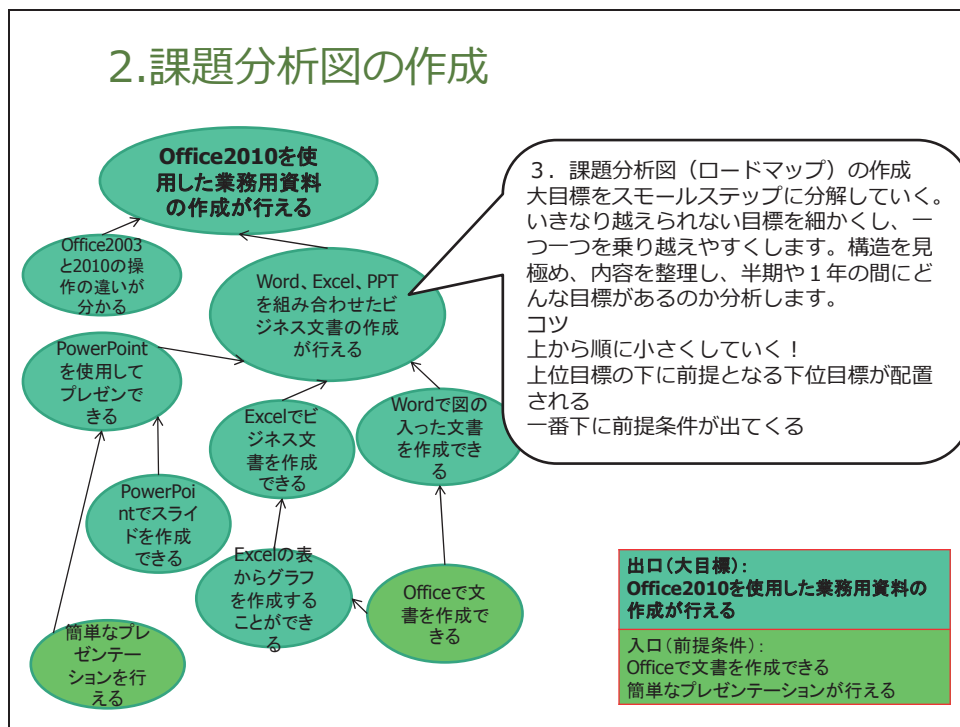 2.課題分析図の作成
Office2010を使
用した業務用資料
の作成が行える
Office2003
と2010の操
作の違いが
分かる
Word、Excel、PPT
を組み合わせたビ
ジネス文書の作成
が行える
PowerPoint
を使用して
プレゼンで
きる
Excelでビ
ジネス文
書を作成
できる
Wordで図の
入った文書
を作成でき
る
PowerPoi
ntでスライ
ドを作成
できる
Excelの表
からグラフ
を作成する
ことができ
る
Officeで文
書を作成で
きる
簡単なプレ
ゼンテー
ションを行
える
3．課題分析図（ロードマップ）の作成
大目標をスモールステップに分解していく。
いきなり越えられない目標を細かくし、一
つ一つを乗り越えやすくします。構造を見
極め、内容を整理し、半期や１年の間にど
んな目標があるのか分析します。
コツ
上から順に小さくしていく！
上位目標の下に前提となる下位目標が配置
される
一番下に前提条件が出てくる
出口（大目標）：
Office2010を使用した業務用資料の
作成が行える
入口（前提条件）：
Officeで文書を作成できる
簡単なプレゼンテーションが行える